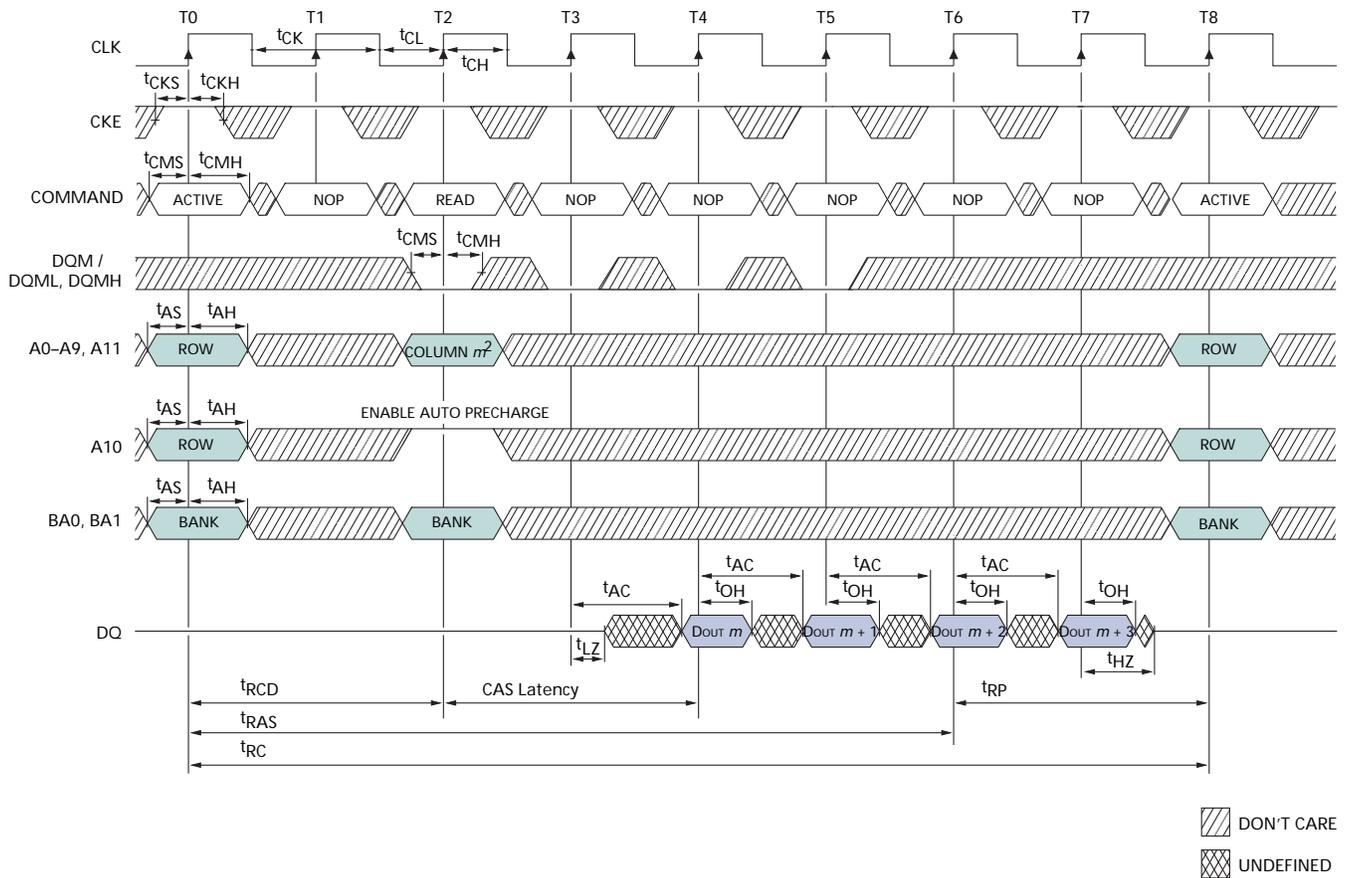 T0 T1 T2 T3 T4 T5 T6 T7 T8
CLK tCK tCL tCH
tCKS tCKH
CKE
tCMS tCMH
COMMAND ACTIVE NOP READ NOP NOP NOP NOP NOP ACTIVE
tCMS tCMH
DQM /
DQML, DQMH
tAS tAH
A0–A9, A11 ROW COLUMN m2 ROW
ENABLE AUTO PRECHARGE
tAS tAH
A10 ROW ROW
tAS tAH
BA0, BA1 BANK BANK BANK
tAC tAC tAC tAC
tOH tOH tOH tOH
DQ DOUT m DOUT m + 1 DOUT m + 2 DOUT m + 3
tLZ tHZ
tRCD CAS Latency tRP
tRAS
tRC
DON'T CARE
UNDEFINED